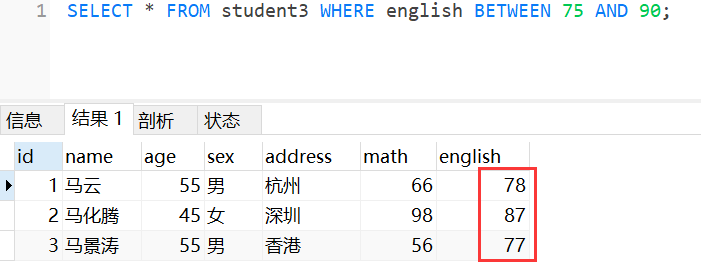 1 SELECT * FROM student3 WHERE english BETWEEN 75 AND 90;
信息 结果 1 剖析 状态
id name age sex address math english
1 马云 55 男 杭州 66 78
2 马化腾 45 女 深圳 98 87
3 马景涛 55 男 香港 56 77